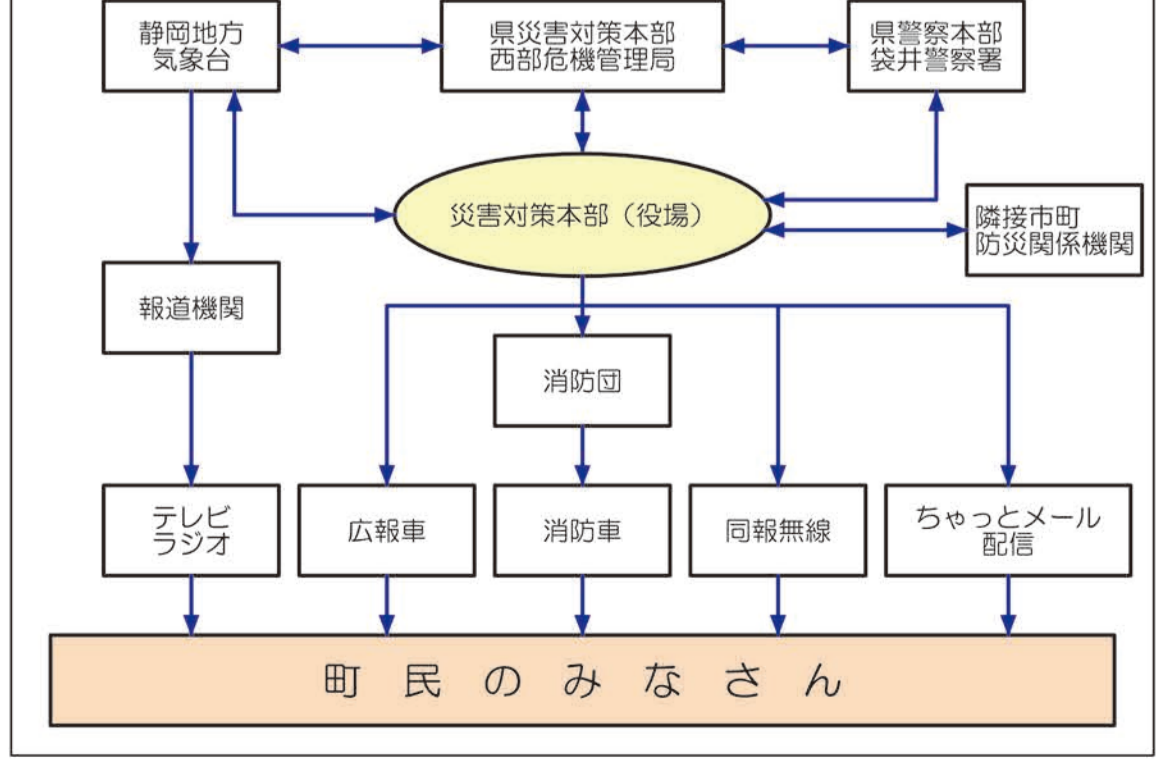 静岡地方
気象台
県災害対策本部
西部危機管理局
県警察本部
袋井警察署
災害対策本部（役場）
隣接市町
防災関係機関
報道機関
消防団
テレビ
ラジオ
広報車
消防車
同報無線
ちゃっとメール
配信
町民のみなさん